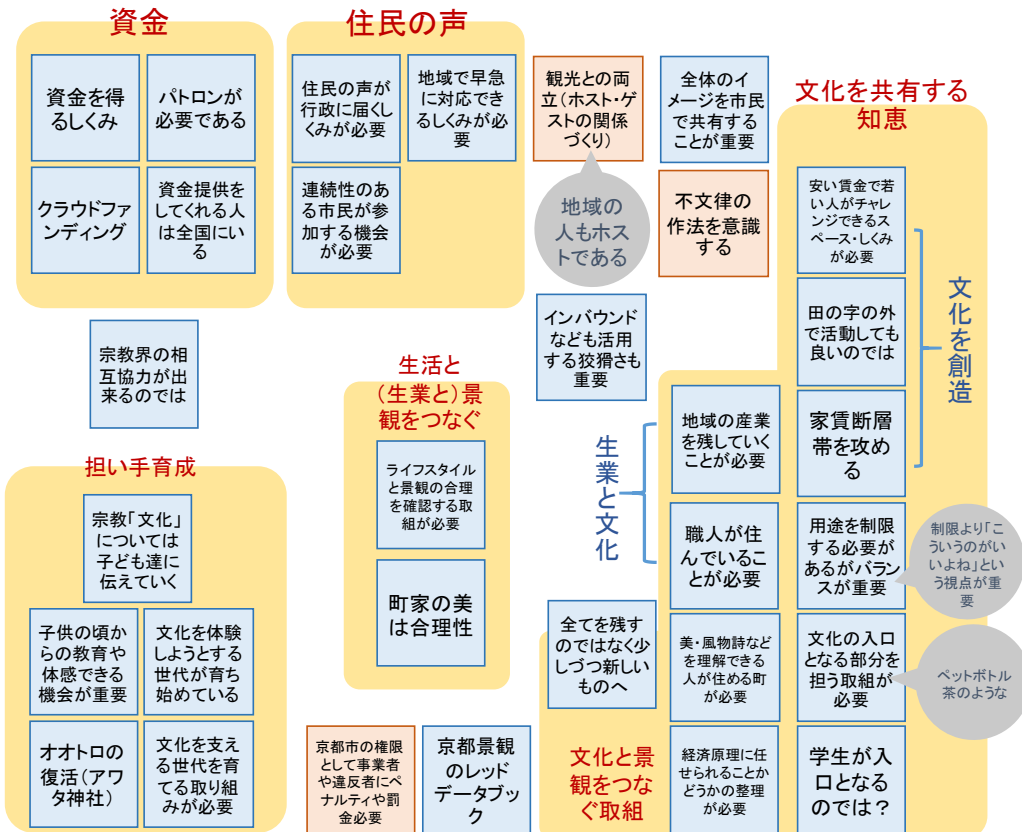 資金
資金を得
るしくみ
パトロンが
必要である
クラウドファ
ンディング
資金提供を
してくれる人
は全国にい
る
住民の声
住民の声が
行政に届くし
くみが必要
地域で早急
に対応でき
るしくみが必
要
連続性のあ
る市民が参
加する機会
が必要
観光との両
立(ホスト・ゲ
ストの関係
づくり)
地域の
人もホス
トである
全体のイ
メージを市民
で共有する
ことが重要
不文律の
作法を意識
する
インバウンド
なども活用
する狡猾さも
重要
文化を共有する
知恵
安い賃金で若
い人がチャレ
ンジできるス
ペース・しくみ
が必要
田の字の外
で活動しても
良いのでは
家賃断層
帯を攻め
る
文化を創造
地域の産業
を残していく
ことが必要
職人が住
んでいるこ
とが必要
生業と文化
用途を制限
する必要が
あるがバラン
スが重要
制限より「こ
ういうのがい
いよね」とい
う視点が重
要
美・風物詩など
を理解できる
人が住める町
が必要
文化の入口
となる部分を
担う取組が
必要
ペットボトル
茶のような
経済原理に任
せられることか
どうかの整理
が必要
学生が入
口となる
のでは?
文化と景
観をつな
ぐ取組
全てを残す
のではなく少
しづつ新しい
ものへ
宗教界の相
互協力が出
来るのでは
生活と
(生業と)景
観をつなぐ
ライフスタイル
と景観の合理
を確認する取
組が必要
町家の美
は合理性
担い手育成
宗教「文化」
については
子ども達に
伝えていく
子供の頃か
らの教育や
体感できる
機会が重要
文化を体験
しようとする
世代が育ち
始めている
オオトロの
復活(アワ
タ神社)
文化を支え
る世代を育
てる取り組
みが必要
京都市の権限
として事業者
や違反者にペ
ナルティや罰
金必要
京都景観
のレッド
データブッ
ク